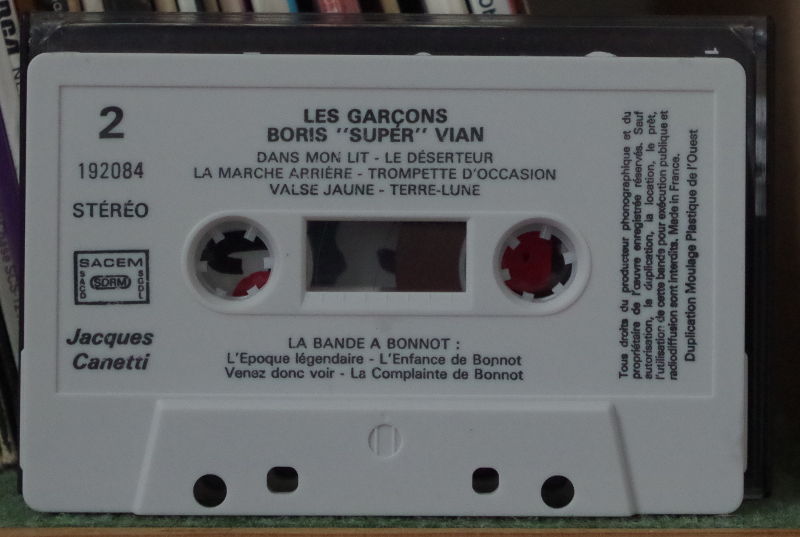 2
192084
STÉRÉO
SACEM
SACD
SDRM
SGDL
Jacques
Canetti
LES GARÇONS
BORIS "SUPER" VIAN
DANS MON LIT - LE DÉSERTEUR
LA MARCHE ARRIÈRE - TROMPETTE D'OCCASION
VALSE JAUNE - TERRE-LUNE
LA BANDE A BONNOT :
L'Epoque légendaire - L'Enfance de Bonnot
Venez donc voir - La Complainte de Bonnot
Tous droits du producteur phonographique et du
propriétaire de l'œuvre enregistrée réservés. Sauf
autorisation, la duplication, la location, le prêt,
l'utilisation de cette bande pour exécution publique et
radiodiffusion sont interdits. Made in France.
Duplication Moulage Plastique de l'Ouest
1